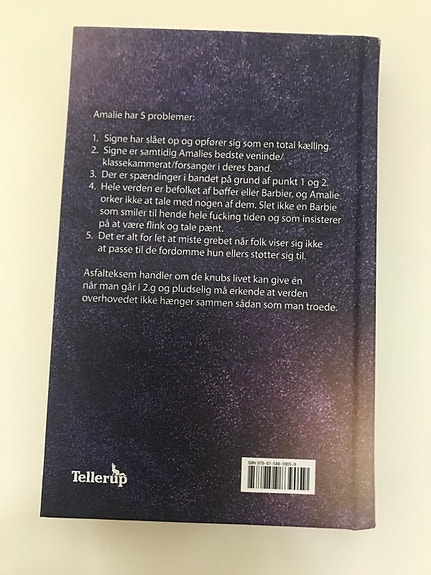 Amalie har 5 problemer:
1. Signe har slået op og opfører sig som en total kælling.
2. Signe er samtidig Amalies bedste veninde/
klassekammerat/forsanger i deres band.
3. Der er spændinger i bandet på grund af punkt 1 og 2.
4. Hele verden er befolket af bøffer eller Barbier, og Amalie
orker ikke at tale med nogen af dem. Slet ikke en Barbie
som smiler til hende hele fucking tiden og som insisterer
på at være flink og tale pænt.
5. Det er alt for let at miste grebet når folk viser sig ikke
at passe til de fordomme hun ellers støtter sig til.
Asfalteksem handler om de knubs livet kan give én
når man går i 2.g og pludselig må erkende at verden
overhovedet ikke hænger sammen sådan som man troede.
Tellerup
ISBN 978-87-588-3905-9